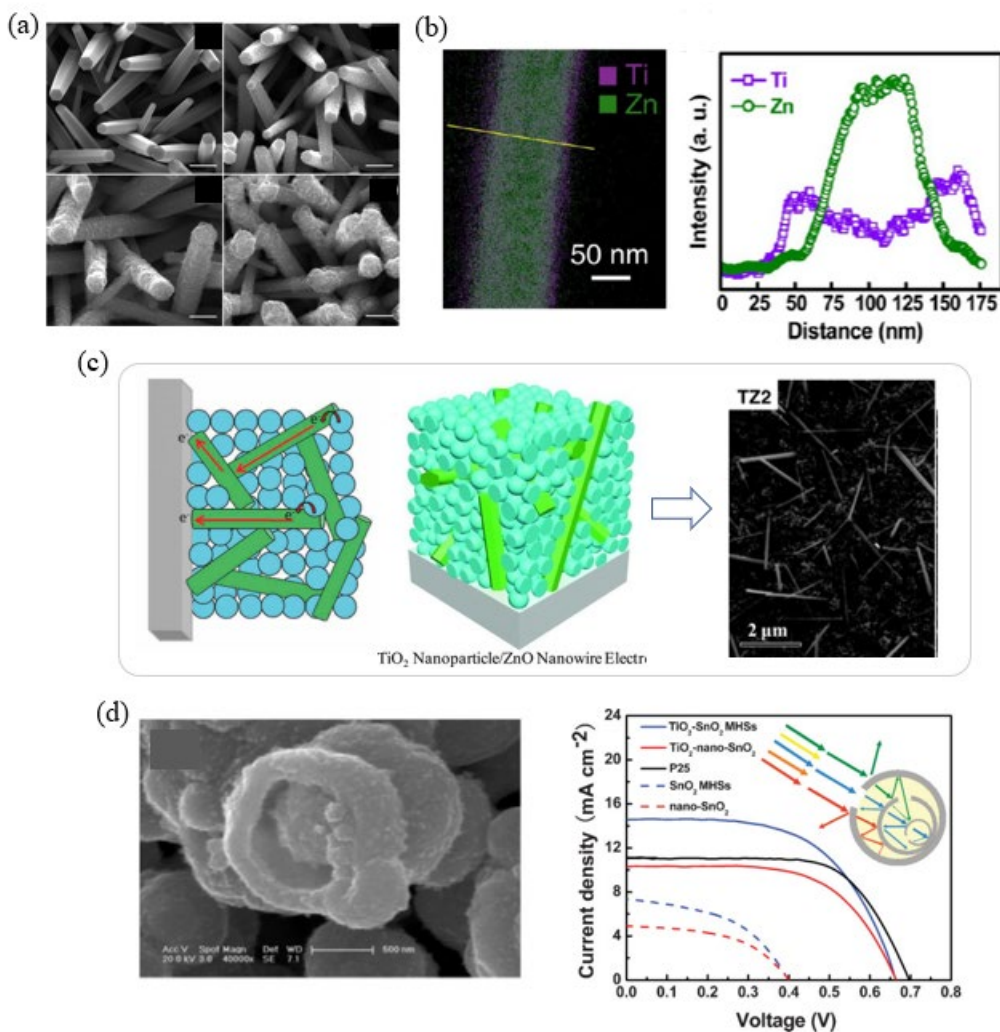 (a)
(b)
Ti
Zn
50 nm
Ti
Zn
Intensity (a. u.)
0 25 50 75 100 125 150 175
Distance (nm)
(c)
e-
e-
e-
TiO2 Nanoparticle/ZnO Nanowire Electro
TZ2
2 μm
(d)
Acc.V Spot Magn Det WD
20.0 kV 3.0 40000x SE 7.1
500 nm
Current density (mA cm-2)
24
20
16
12
8
4
0
TiO2-SnO2 MHSs
TiO2-nano-SnO2
P25
SnO2 MHSs
nano-SnO2
0.0 0.1 0.2 0.3 0.4 0.5 0.6 0.7 0.8
Voltage (V)